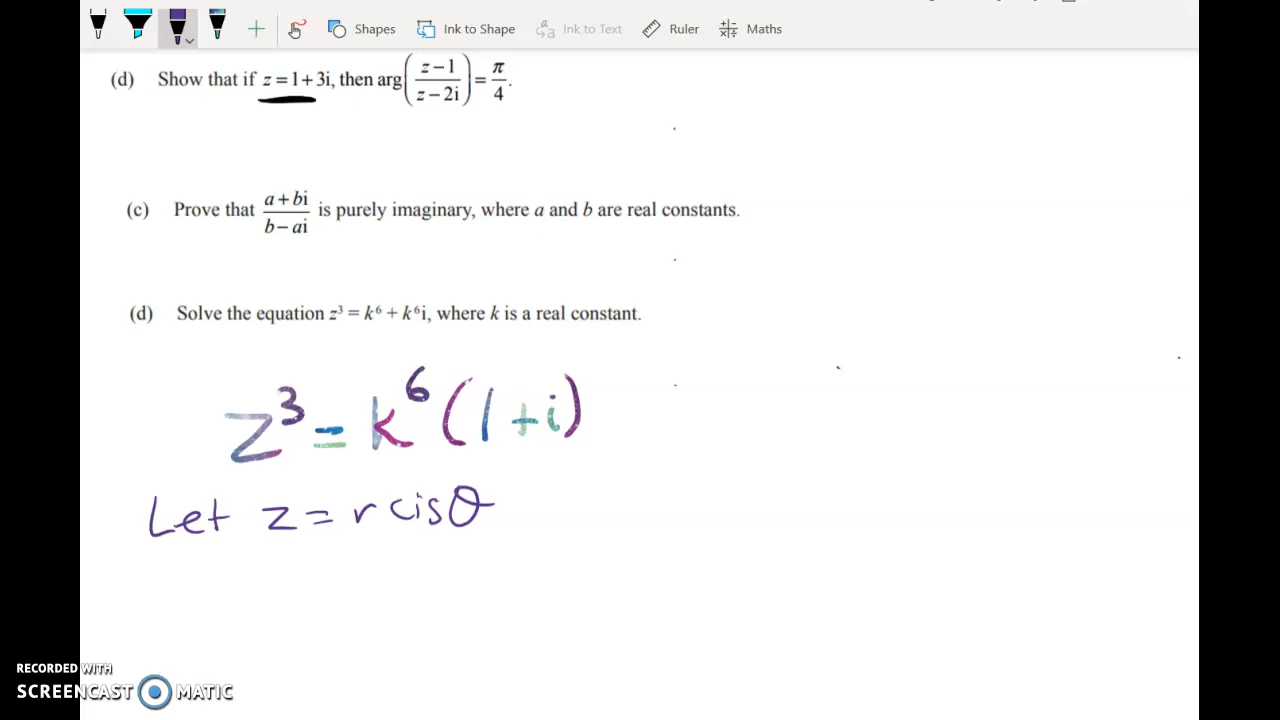 Shapes Ink to Shape Ink to Text Ruler Maths
(d) Show that if z = 1 + 3i, then arg((z − 1)/(z − 2i)) = π/4.
(c) Prove that (a + bi)/(b − ai) is purely imaginary, where a and b are real constants.
(d) Solve the equation z³ = k⁶ + k⁶i, where k is a real constant.
z³ = k⁶ (1 + i)
Let z = r cis θ
RECORDED WITH
SCREENCAST MATIC